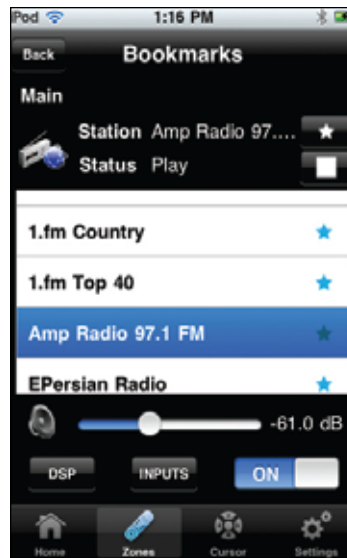 Pod 1:16 PM
Back Bookmarks
Main
Station Amp Radio 97....
Status Play
1.fm Country
1.fm Top 40
Amp Radio 97.1 FM
EPersian Radio
-61.0 dB
DSP INPUTS ON
Home Zones Cursor Settings